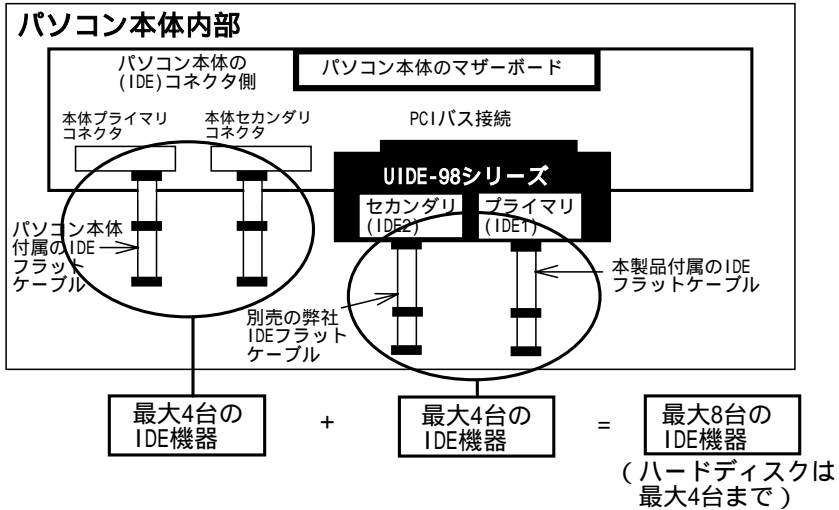 パソコン本体内部
パソコン本体の
(IDE)コネクタ側
パソコン本体のマザーボード
本体プライマリ
コネクタ
本体セカンダリ
コネクタ
PCIバス接続
UIDE-98シリーズ
セカンダリ
(IDE2)
プライマリ
(IDE1)
パソコン本体
付属のIDE
フラット
ケーブル
別売の弊社
IDEフラット
ケーブル
本製品付属のIDE
フラットケーブル
最大4台の
IDE機器
+
最大4台の
IDE機器
=
最大8台の
IDE機器
(ハードディスクは
最大4台まで)